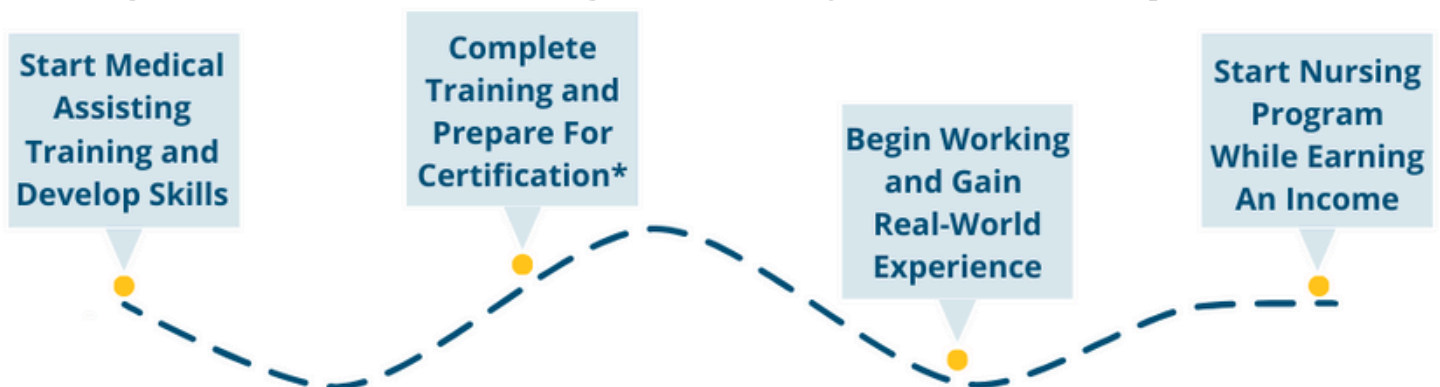 Start Medical
Assisting
Training and
Develop Skills
Complete
Training and
Prepare For
Certification*
Begin Working
and Gain
Real-World
Experience
Start Nursing
Program
While Earning
An Income